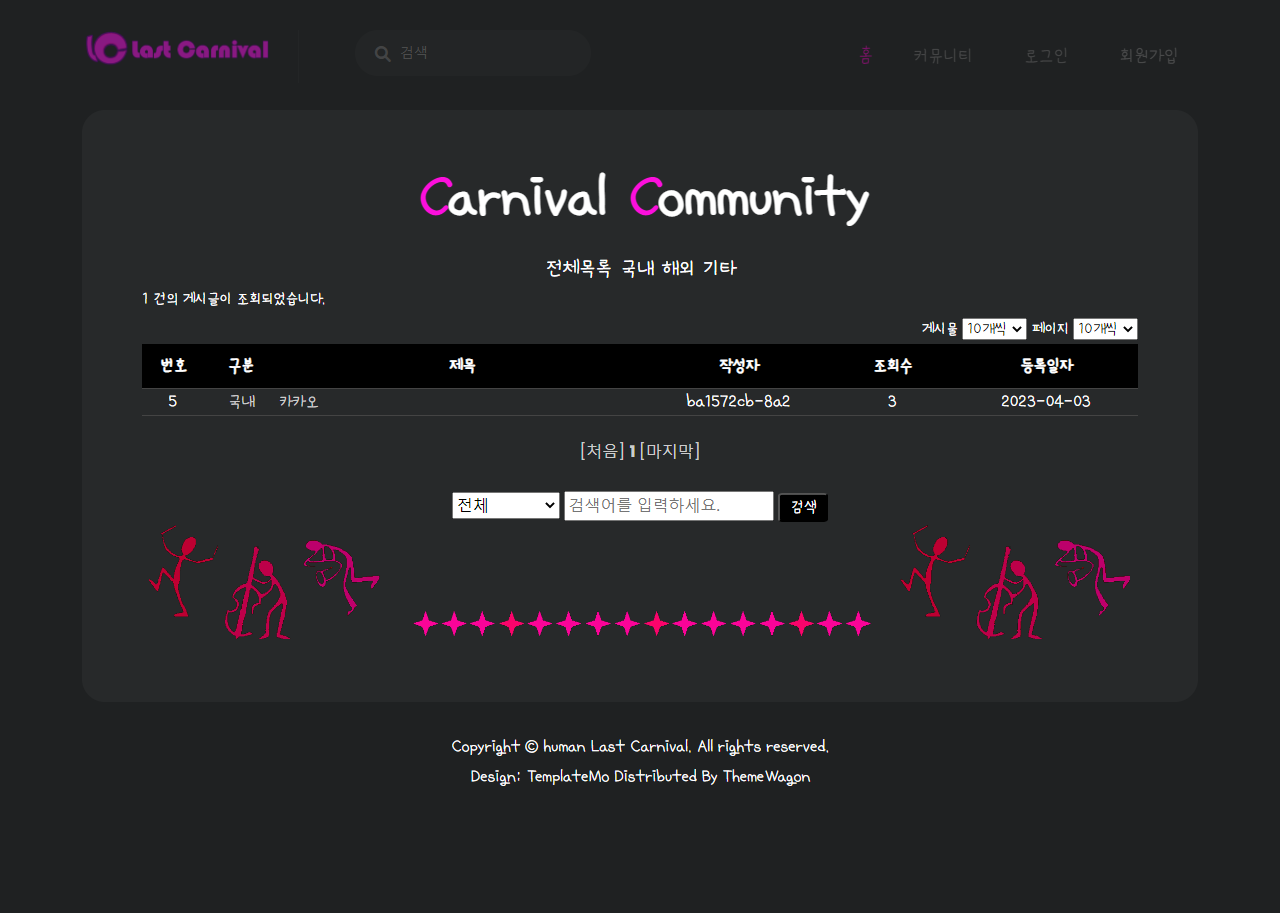 Last Carnival 검색 홈 커뮤니티 로그인 회원가입
Carnival Community
전체목록 국내 해외 기타
1 건의 게시글이 조회되었습니다.
게시물 10개씩 페이지 10개씩
번호 구분 제목 작성자 조회수 등록일자
5 국내 카카오 ba1572cb-8a2 3 2023-04-03
[처음] 1 [마지막]
전체 검색어를 입력하세요. 검색
Copyright © human Last Carnival. All rights reserved.
Design: TemplateMo Distributed By ThemeWagon